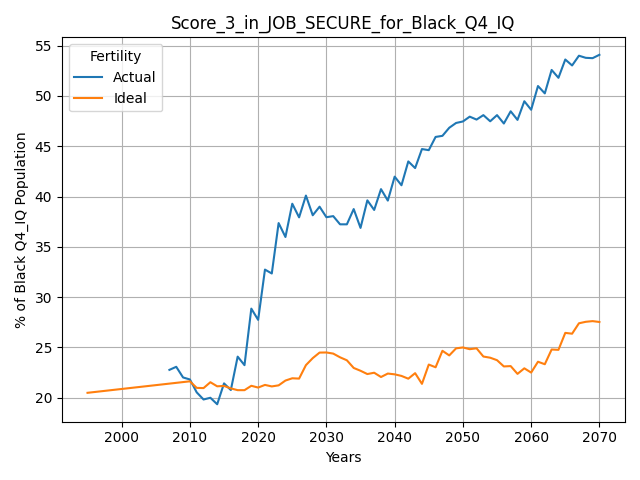 Score_3_in_JOB_SECURE_for_Black_Q4_IQ
Fertility
Actual
Ideal
% of Black Q4_IQ Population
55
50
45
40
35
30
25
20
2000 2010 2020 2030 2040 2050 2060 2070
Years